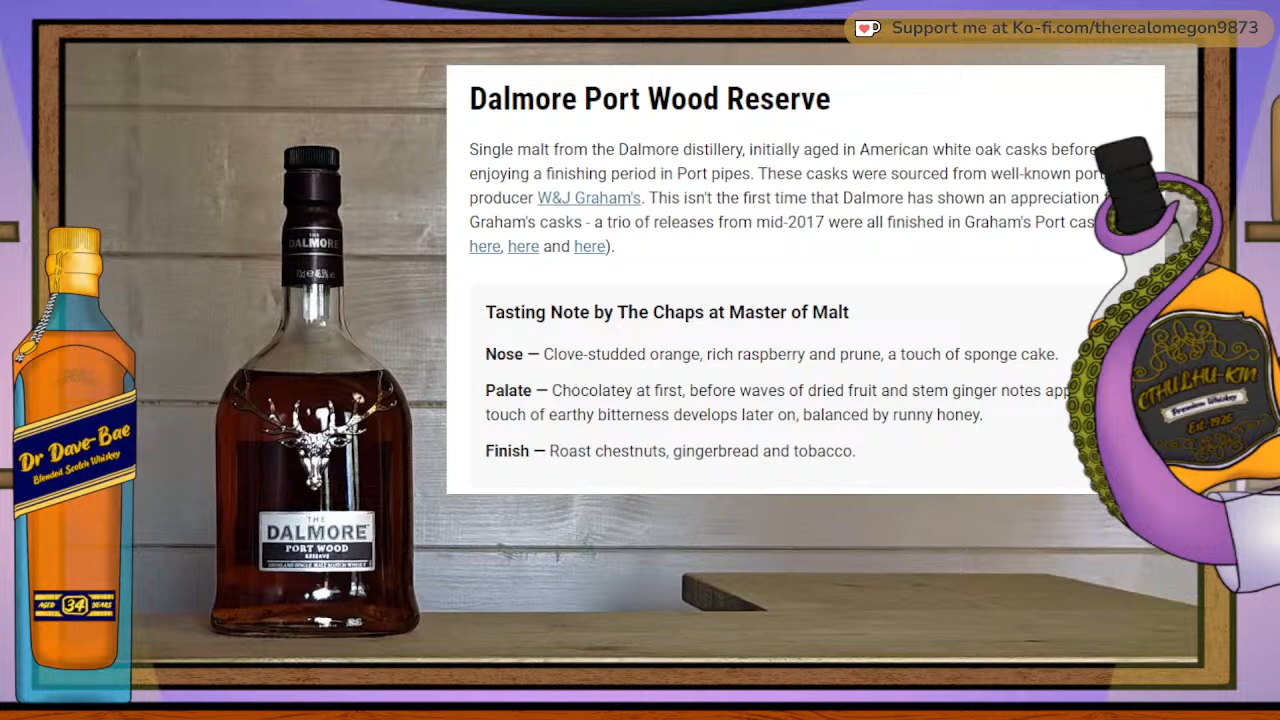 Support me at Ko-fi.com/therealomegon9873
Dalmore Port Wood Reserve
Single malt from the Dalmore distillery, initially aged in American white oak casks before
enjoying a finishing period in Port pipes. These casks were sourced from well-known port
producer W&J Graham's. This isn't the first time that Dalmore has shown an appreciation
Graham's casks - a trio of releases from mid-2017 were all finished in Graham's Port
here, here and here).
Tasting Note by The Chaps at Master of Malt
Nose — Clove-studded orange, rich raspberry and prune, a touch of sponge cake.
Palate — Chocolatey at first, before waves of dried fruit and stem ginger notes
touch of earthy bitterness develops later on, balanced by runny honey.
Finish — Roast chestnuts, gingerbread and tobacco.
THE
DALMORE
THE
DALMORE
PORT WOOD
RESERVE
HIGHLAND SINGLE MALT SCOTCH WHISKY
Dr Dave-Bae
Blended Scotch Whiskey
AGED 34 YEARS
CTHULHU-KIN
Premium Whiskey
Est. 1926